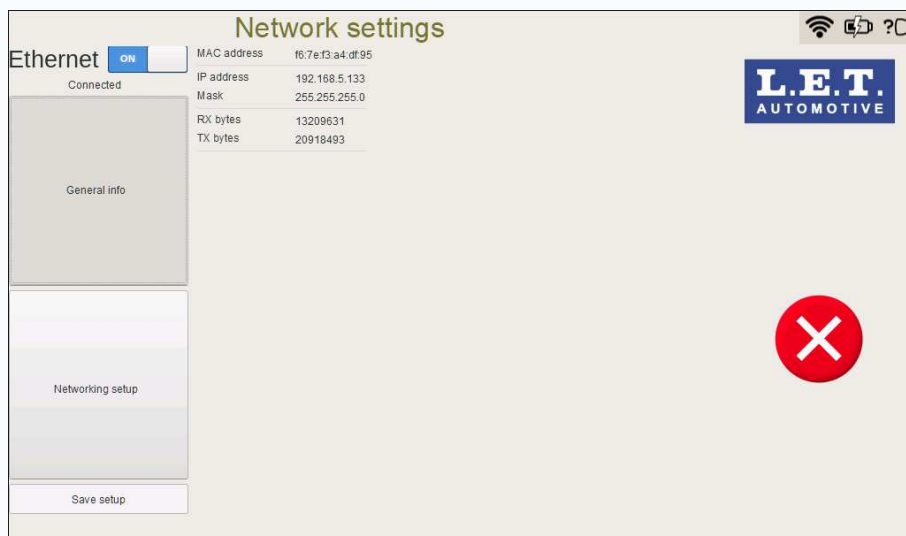 Network settings
?
Ethernet ON
Connected
General info
Networking setup
Save setup
MAC address f6:7e:f3:a4:df:95
IP address 192.168.5.133
Mask 255.255.255.0
RX bytes 13209631
TX bytes 20918493
L.E.T.
AUTOMOTIVE